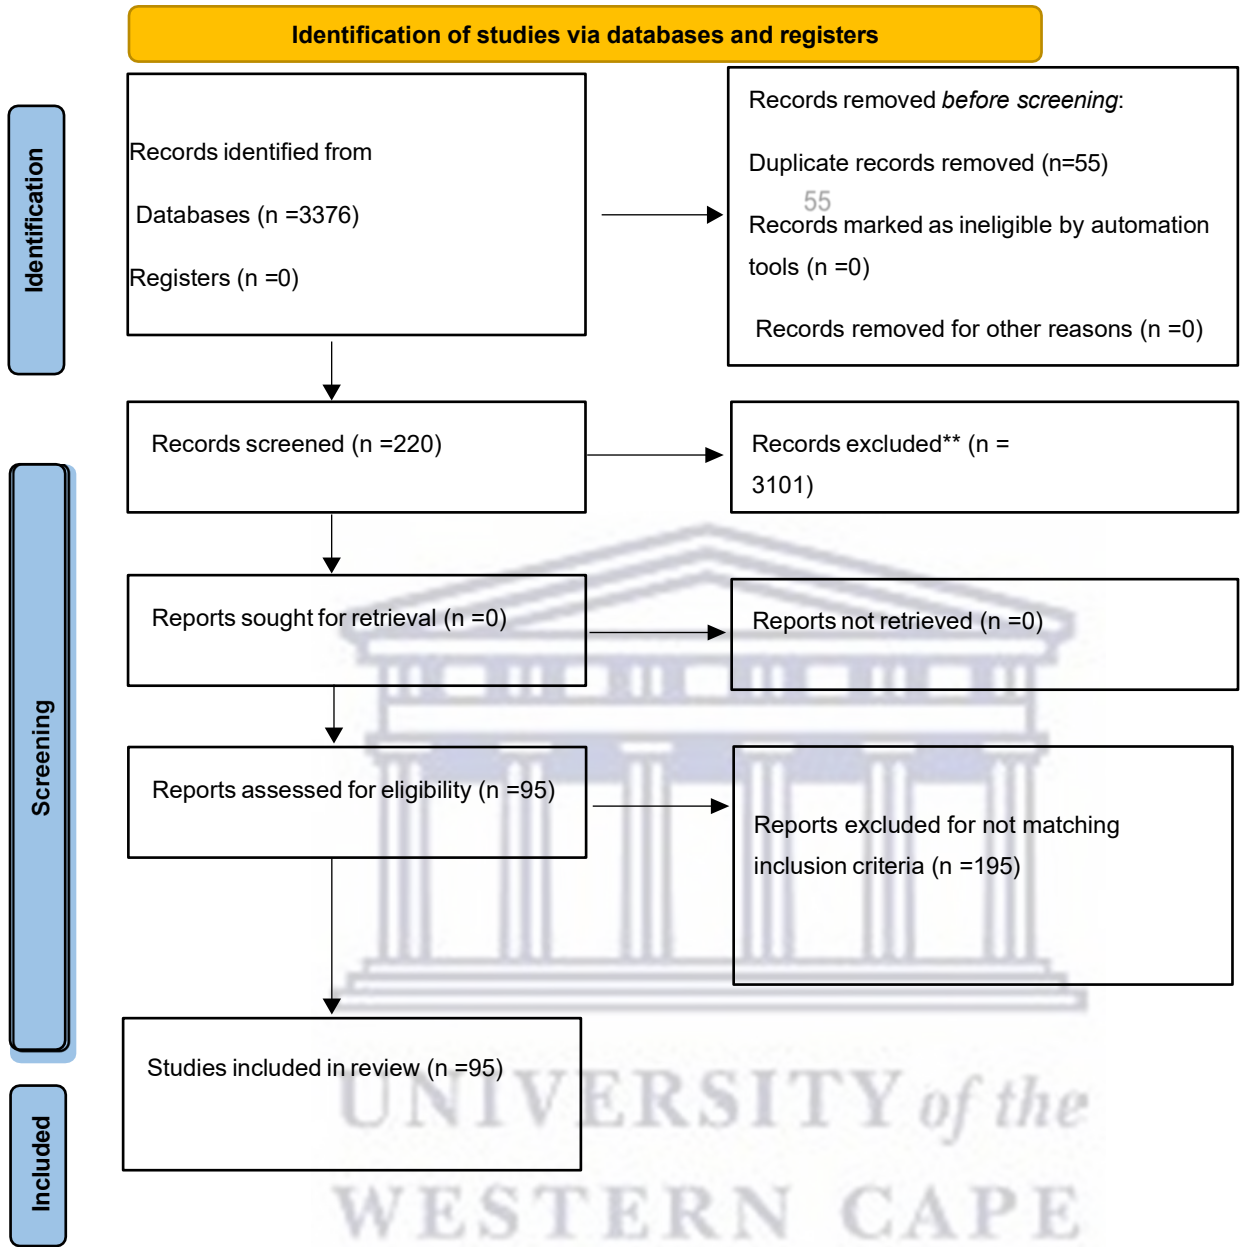 Identification of studies via databases and registers
Identification
Records identified from
Databases (n =3376)
Registers (n =0)
Records removed before screening:
Duplicate records removed (n=55)
55
Records marked as ineligible by automation
tools (n =0)
Records removed for other reasons (n =0)
Screening
Records screened (n =220)
Records excluded** (n =
3101)
Reports sought for retrieval (n =0)
Reports not retrieved (n =0)
Reports assessed for eligibility (n =95)
Reports excluded for not matching
inclusion criteria (n =195)
Included
Studies included in review (n =95)
UNIVERSITY of the
WESTERN CAPE